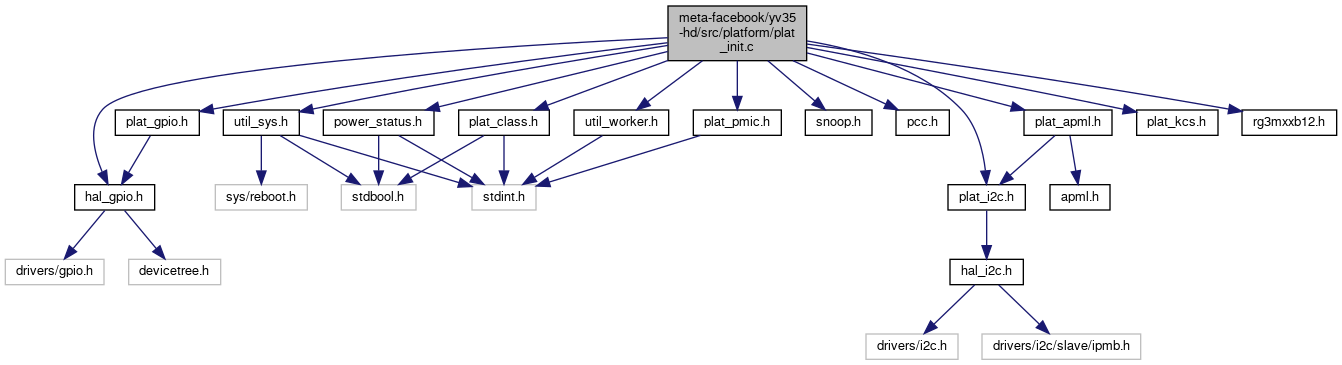 meta-facebook/yv35
-hd/src/platform/plat
_init.c
plat_gpio.h
util_sys.h
power_status.h
plat_class.h
util_worker.h
plat_pmic.h
snoop.h
pcc.h
plat_apml.h
plat_kcs.h
rg3mxxb12.h
hal_gpio.h
sys/reboot.h
stdbool.h
stdint.h
plat_i2c.h
apml.h
drivers/gpio.h
devicetree.h
hal_i2c.h
drivers/i2c.h
drivers/i2c/slave/ipmb.h